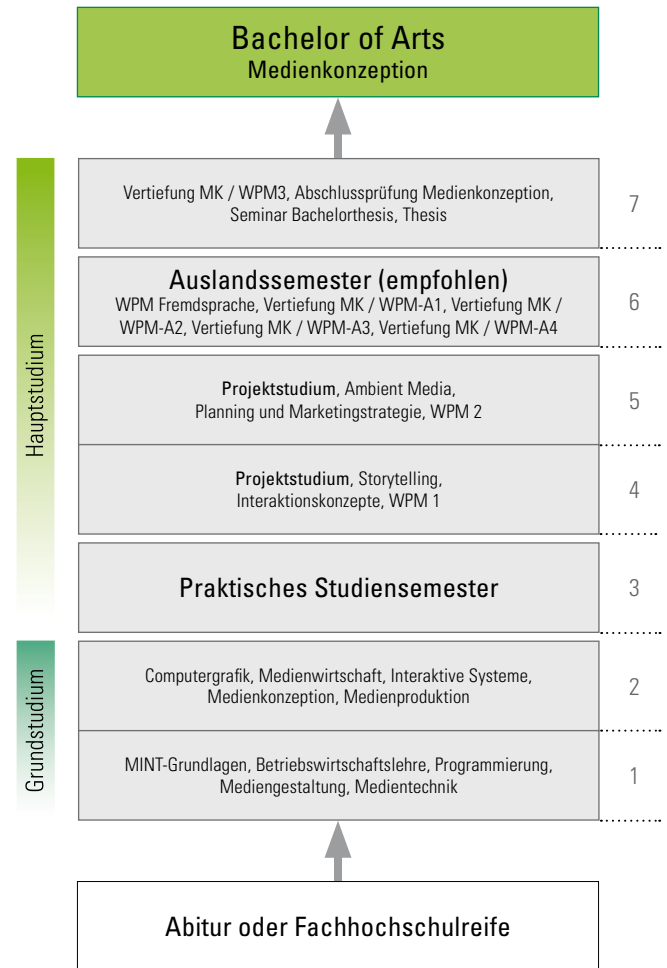 Bachelor of Arts
Medienkonzeption
Hauptstudium
Vertiefung MK / WPM3, Abschlussprüfung Medienkonzeption,
Seminar Bachelorthesis, Thesis
7
Auslandssemester (empfohlen)
WPM Fremdsprache, Vertiefung MK / WPM-A1, Vertiefung MK /
WPM-A2, Vertiefung MK / WPM-A3, Vertiefung MK / WPM-A4
6
Projektstudium, Ambient Media,
Planning und Marketingstrategie, WPM 2
5
Projektstudium, Storytelling,
Interaktionskonzepte, WPM 1
4
Praktisches Studiensemester
3
Grundstudium
Computergrafik, Medienwirtschaft, Interaktive Systeme,
Medienkonzeption, Medienproduktion
2
MINT-Grundlagen, Betriebswirtschaftslehre, Programmierung,
Mediengestaltung, Medientechnik
1
Abitur oder Fachhochschulreife